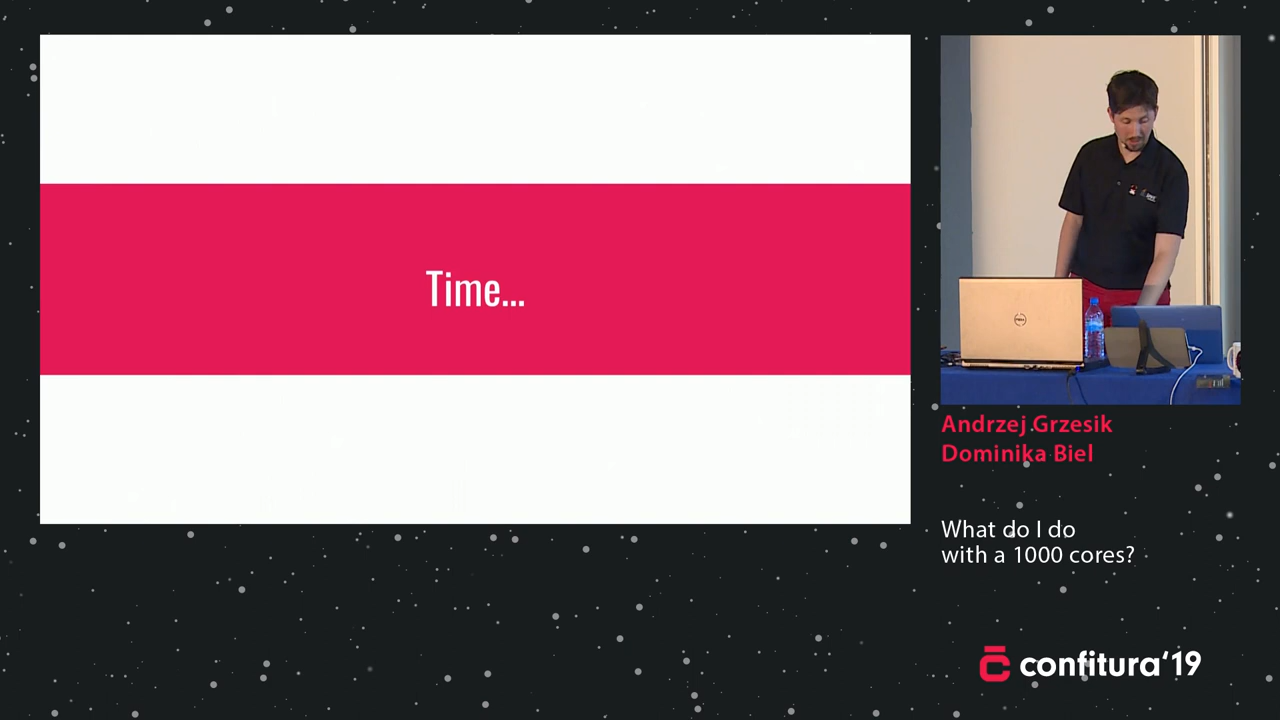 Time...
Andrzej Grzesik
Dominika Biel
What do I do
with a 1000 cores?
confitura‘19